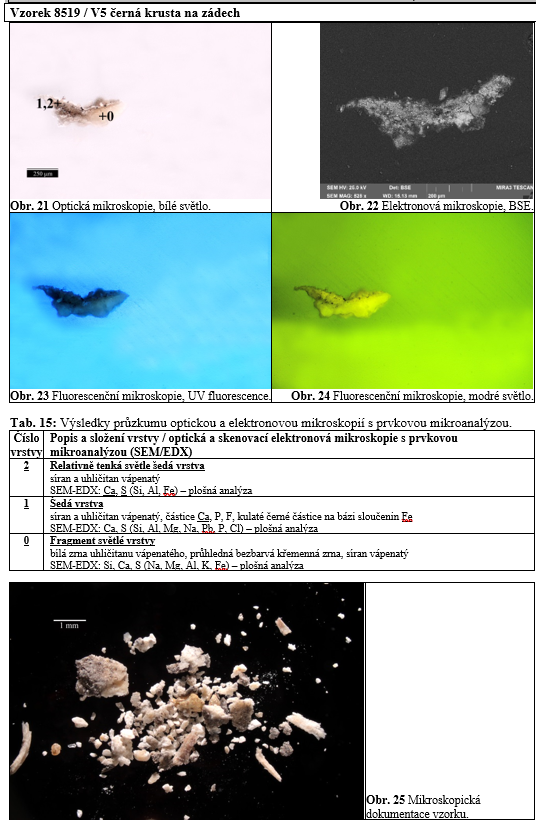 Vzorek 8519 / V5 černá krusta na zádech
1,2+
+0
250 μm
SEM HV: 20.0 kV Det: BSE MIRA3 TESCAN
SEM MAG: 528 x WD: 15.13 mm 200 μm
Obr. 21 Optická mikroskopie, bílé světlo.
Obr. 22 Elektronová mikroskopie, BSE.
Obr. 23 Fluorescenční mikroskopie, UV fluorescence.
Obr. 24 Fluorescenční mikroskopie, modré světlo.
Tab. 15: Výsledky průzkumu optickou a elektronovou mikroskopií s prvkovou mikroanalýzou.
Číslo vrstvy
Popis a složení vrstvy / optická a skenovací elektronová mikroskopie s prvkovou
mikroanalýzou (SEM/EDX)
2
Relativně tenká světle šedá vrstva
síran a uhličitan vápenatý
SEM-EDX: Ca, S (Si, Al, Fe) – plošná analýza
1
Šedá vrstva
síran a uhličitan vápenatý, částice Ca, P, F, kulaté černé částice na bázi sloučenin Fe
SEM-EDX: Ca, S (Si, Al, Mg, Na, Pb, P, Cl) – plošná analýza
0
Fragment světlé vrstvy
bílá zrna uhličitanu vápenatého, průhledná bezbarvá křemenná zrna, síran vápenatý
SEM-EDX: Si, Ca, S (Na, Mg, Al, K, Fe) – plošná analýza
1 mm
Obr. 25 Mikroskopická
dokumentace vzorku.